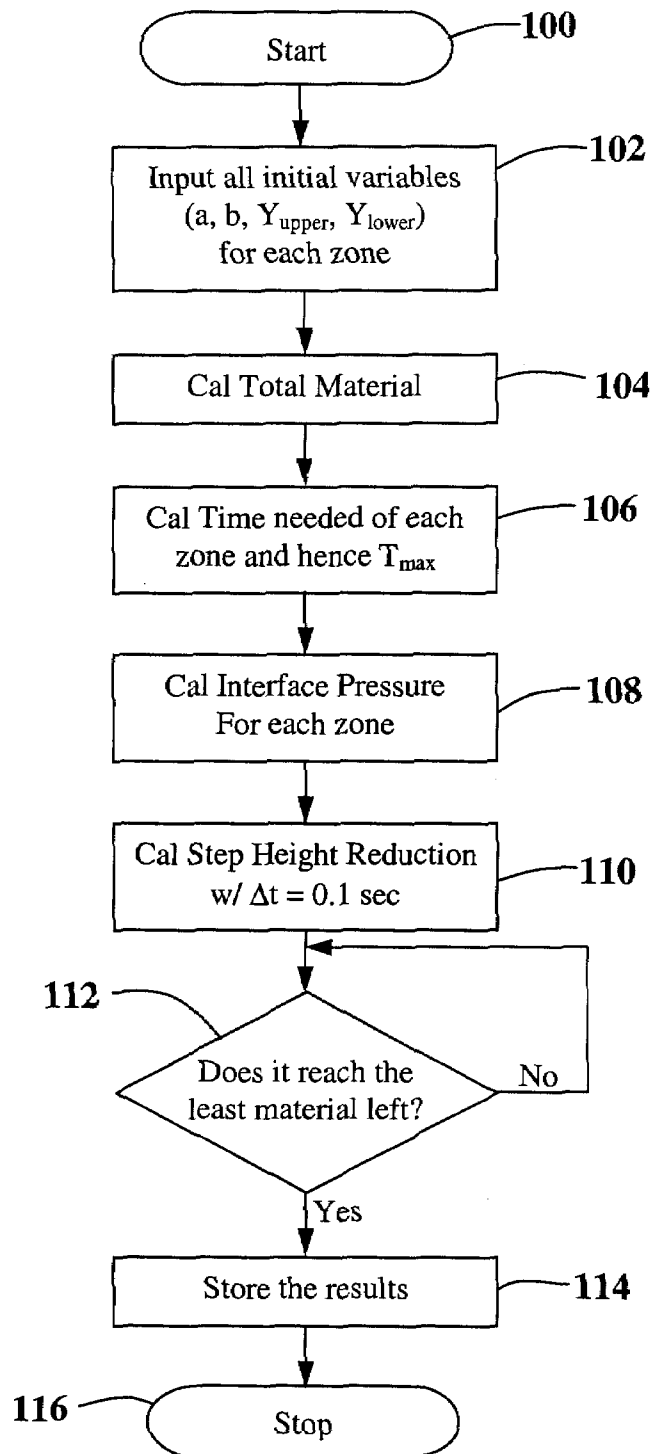 100
Start
102
Input all initial variables
(a, b, Y_upper, Y_lower)
for each zone
Cal Total Material
104
Cal Time needed of each
zone and hence T_max
106
Cal Interface Pressure
For each zone
108
Cal Step Height Reduction
w/ Δt = 0.1 sec
110
112
Does it reach the
least material left?
No
Yes
Store the results
114
116
Stop